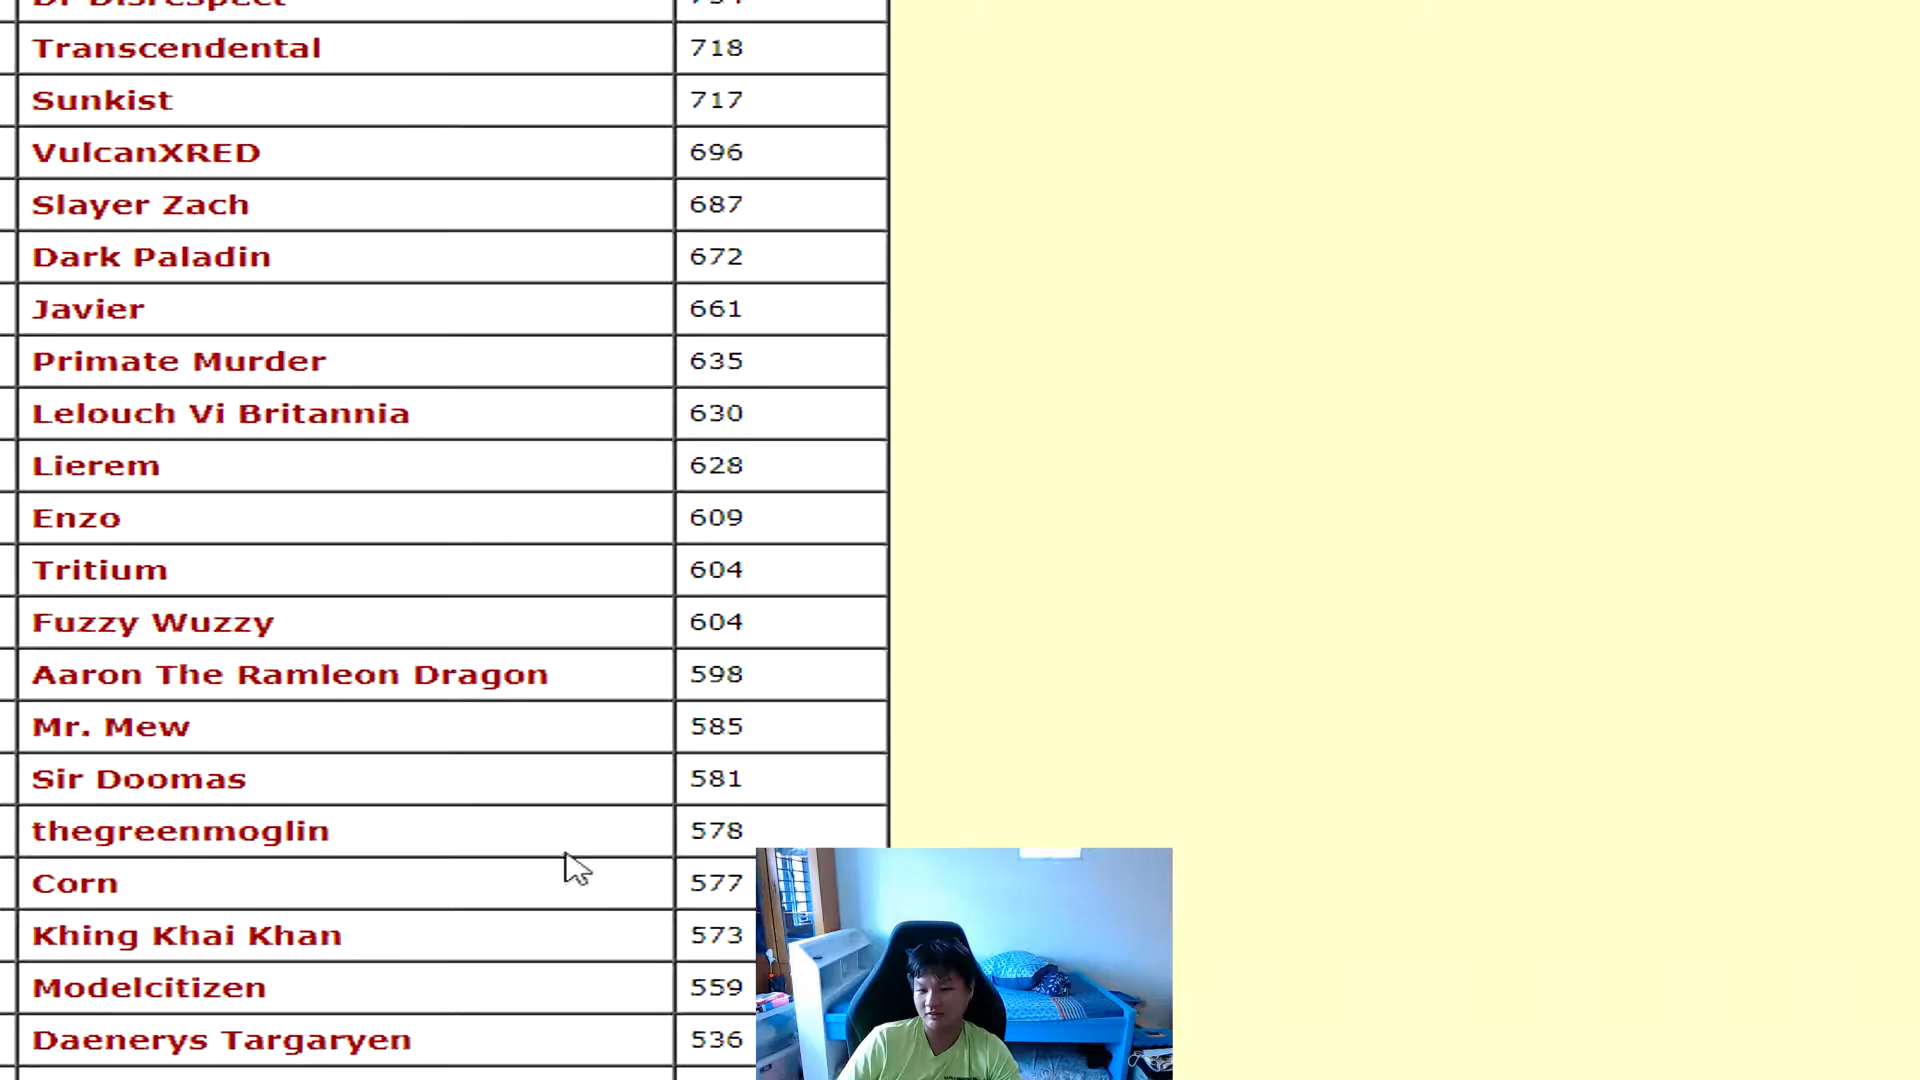 Dr Disrespect
Transcendental 718
Sunkist 717
VulcanXRED 696
Slayer Zach 687
Dark Paladin 672
Javier 661
Primate Murder 635
Lelouch Vi Britannia 630
Lierem 628
Enzo 609
Tritium 604
Fuzzy Wuzzy 604
Aaron The Ramleon Dragon 598
Mr. Mew 585
Sir Doomas 581
thegreenmoglin 578
Corn 577
Khing Khai Khan 573
Modelcitizen 559
Daenerys Targaryen 536